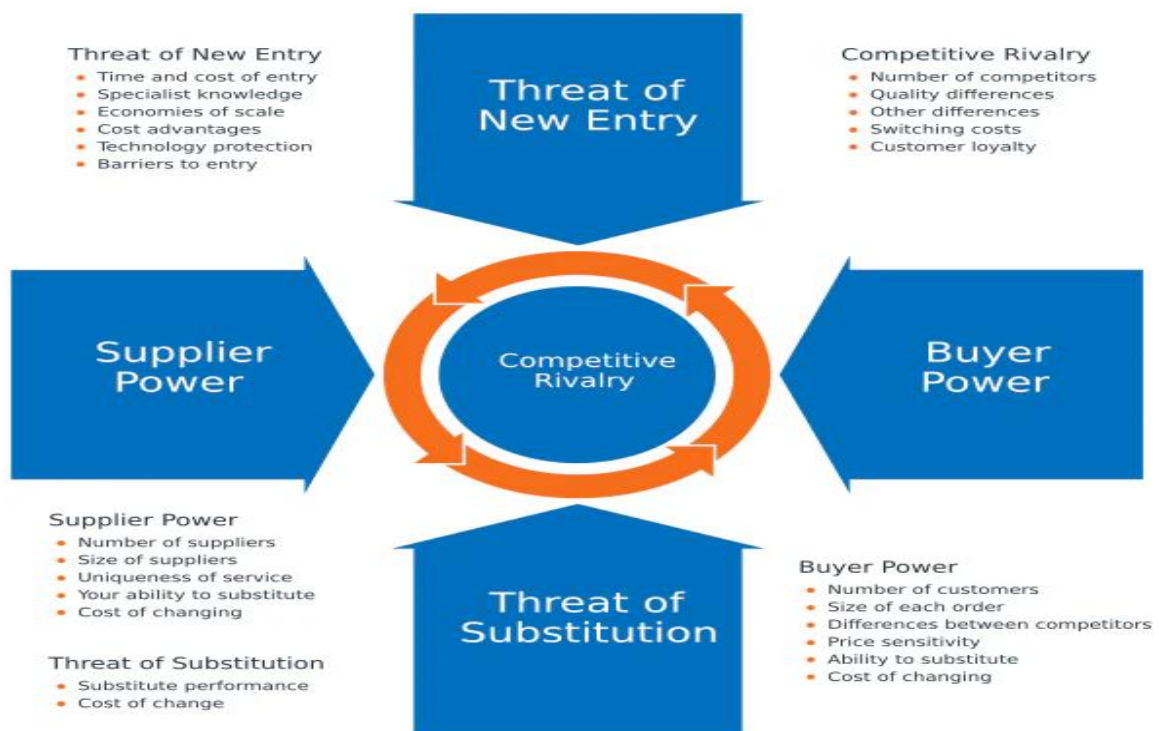 Threat of New Entry
Time and cost of entry
Specialist knowledge
Economies of scale
Cost advantages
Technology protection
Barriers to entry
Threat of
New Entry
Competitive Rivalry
Number of competitors
Quality differences
Other differences
Switching costs
Customer loyalty
Supplier
Power
Competitive
Rivalry
Buyer
Power
Supplier Power
Number of suppliers
Size of suppliers
Uniqueness of service
Your ability to substitute
Cost of changing
Threat of Substitution
Substitute performance
Cost of change
Threat of
Substitution
Buyer Power
Number of customers
Size of each order
Differences between competitors
Price sensitivity
Ability to substitute
Cost of changing